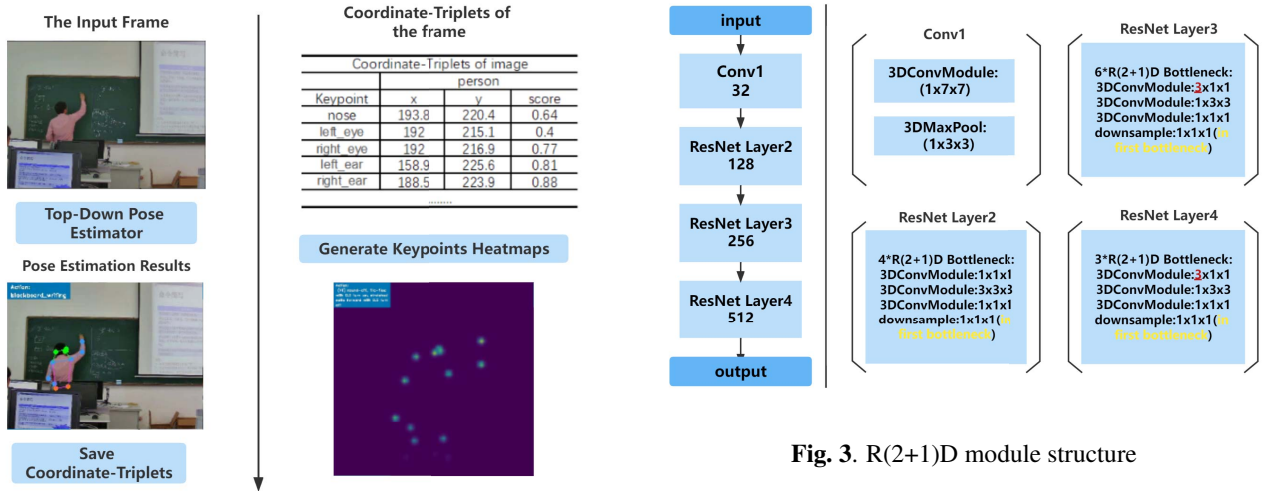 The Input Frame
Top-Down Pose
Estimator
Pose Estimation Results
Action:
blackboard_writing
Save
Coordinate-Triplets
Coordinate-Triplets of
the frame
Coordinate-Triplets of image
person
Keypoint x y score
nose 193.8 220.4 0.64
left_eye 192 215.1 0.4
right_eye 192 216.9 0.77
left_ear 158.9 225.6 0.81
right_ear 188.5 223.9 0.88
........
Generate Keypoints Heatmaps
input
Conv1
32
ResNet Layer2
128
ResNet Layer3
256
ResNet Layer4
512
output
Conv1
3DConvModule:
(1x7x7)
3DMaxPool:
(1x3x3)
ResNet Layer3
6*R(2+1)D Bottleneck:
3DConvModule:3x1x1
3DConvModule:1x3x3
3DConvModule:1x1x1
downsample:1x1x1(in
first bottleneck)
ResNet Layer2
4*R(2+1)D Bottleneck:
3DConvModule:1x1x1
3DConvModule:3x3x3
3DConvModule:1x1x1
downsample:1x1x1(in
first bottleneck)
ResNet Layer4
3*R(2+1)D Bottleneck:
3DConvModule:3x1x1
3DConvModule:1x3x3
3DConvModule:1x1x1
downsample:1x1x1(in
first bottleneck)
Fig. 3. R(2+1)D module structure